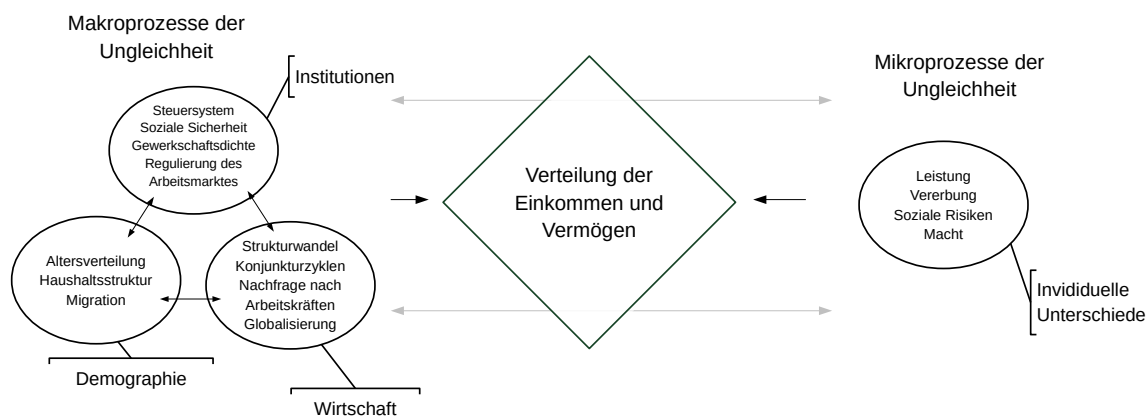 Makroprozesse der
Ungleichheit
Institutionen
Steuersystem
Soziale Sicherheit
Gewerkschaftsdichte
Regulierung des
Arbeitsmarktes
Altersverteilung
Haushaltsstruktur
Migration
Strukturwandel
Konjunkturzyklen
Nachfrage nach
Arbeitskräften
Globalisierung
Demographie
Wirtschaft
Verteilung der
Einkommen und
Vermögen
Mikroprozesse der
Ungleichheit
Leistung
Vererbung
Soziale Risiken
Macht
Invididuelle
Unterschiede